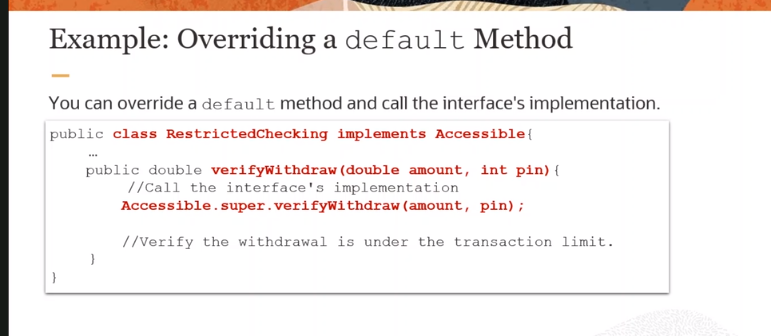 Example: Overriding a default Method
You can override a default method and call the interface's implementation.
public class RestrictedChecking implements Accessible{
…
public double verifyWithdraw(double amount, int pin){
//Call the interface's implementation
Accessible.super.verifyWithdraw(amount, pin);
//Verify the withdrawal is under the transaction limit.
}
}